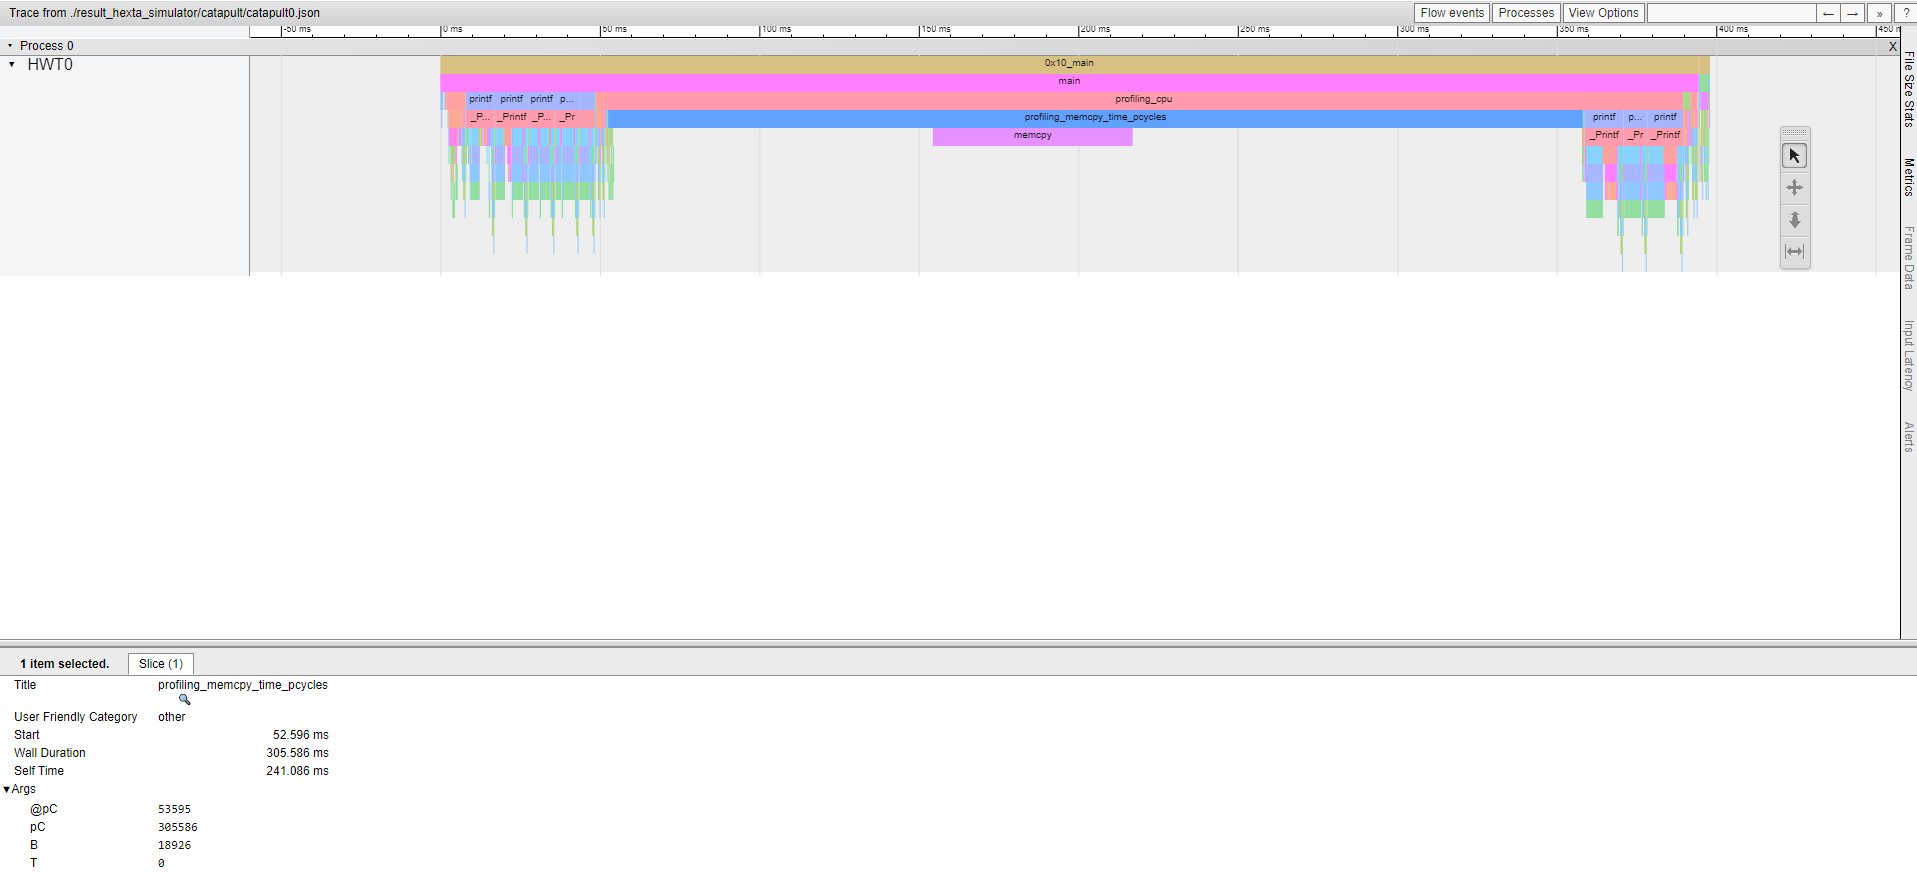 Trace from ./result_hexta_simulator/catapult/catapult0.json
Flow events Processes View Options ← → » ?
-50 ms 0 ms 50 ms 100 ms 150 ms 200 ms 250 ms 300 ms 350 ms 400 ms
Process 0 X
HWT0
0x10_main
main
printf printf printf p... profiling_cpu
_P... _Printf _P... _Pr profiling_memcpy_time_pcycles printf p... printf
memcpy _Printf _Pr _Printf
File Size Stats
Metrics
Frame Data
Input Latency
Alerts
1 item selected. Slice (1)
Title profiling_memcpy_time_pcycles
User Friendly Category other
Start 52.596 ms
Wall Duration 305.586 ms
Self Time 241.086 ms
▼Args
@pC 53595
pC 305586
B 18926
T 0